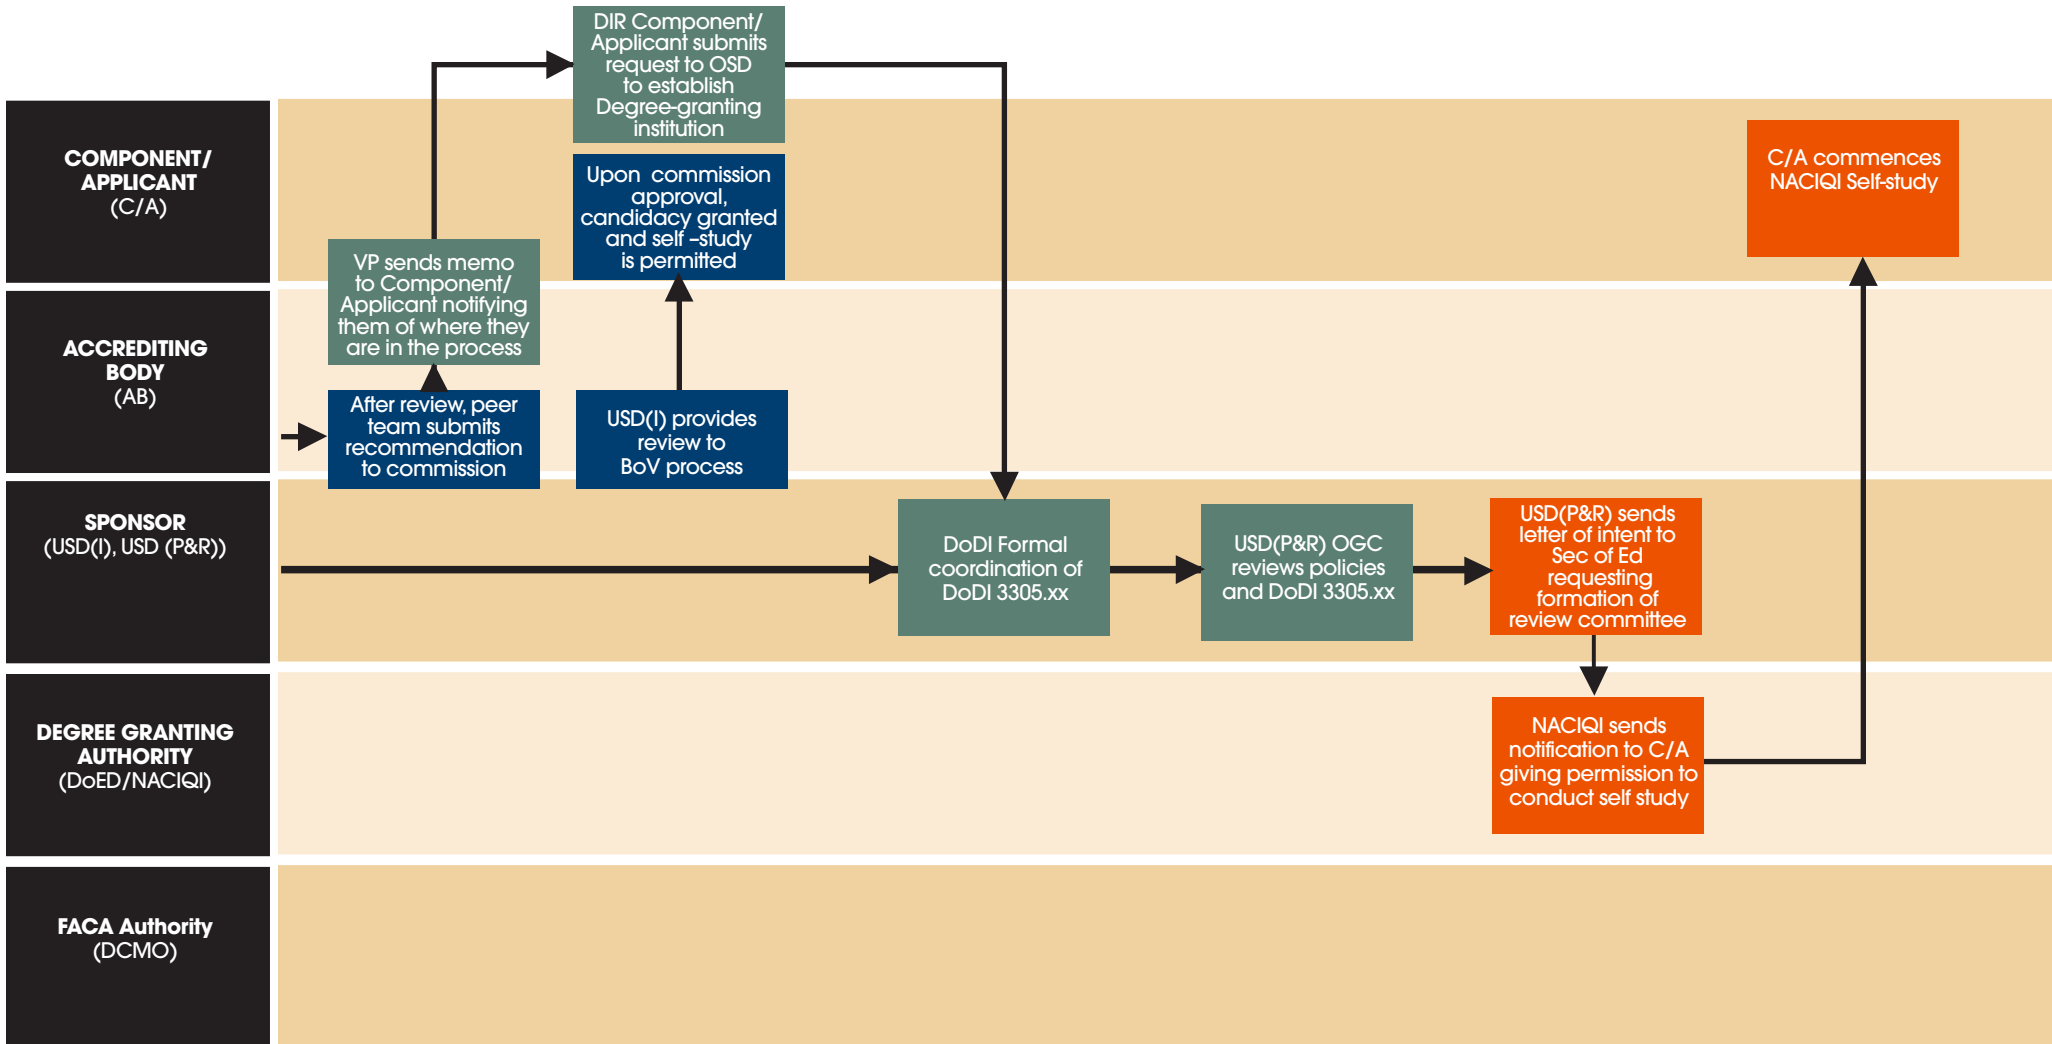 DIR Component/
Applicant submits
request to OSD
to establish
Degree-granting
institution
COMPONENT/
APPLICANT
(C/A)
Upon commission
approval,
candidacy granted
and self –study
is permitted
C/A commences
NACIQI Self-study
VP sends memo
to Component/
Applicant notifying
them of where they
are in the process
ACCREDITING
BODY
(AB)
After review, peer
team submits
recommendation
to commission
USD(I) provides
review to
BoV process
SPONSOR
(USD(I), USD (P&R))
DoDI Formal
coordination of
DoDI 3305.xx
USD(P&R) OGC
reviews policies
and DoDI 3305.xx
USD(P&R) sends
letter of intent to
Sec of Ed
requesting
formation of
review committee
DEGREE GRANTING
AUTHORITY
(DoED/NACIQI)
NACIQI sends
notification to C/A
giving permission to
conduct self study
FACA Authority
(DCMO)